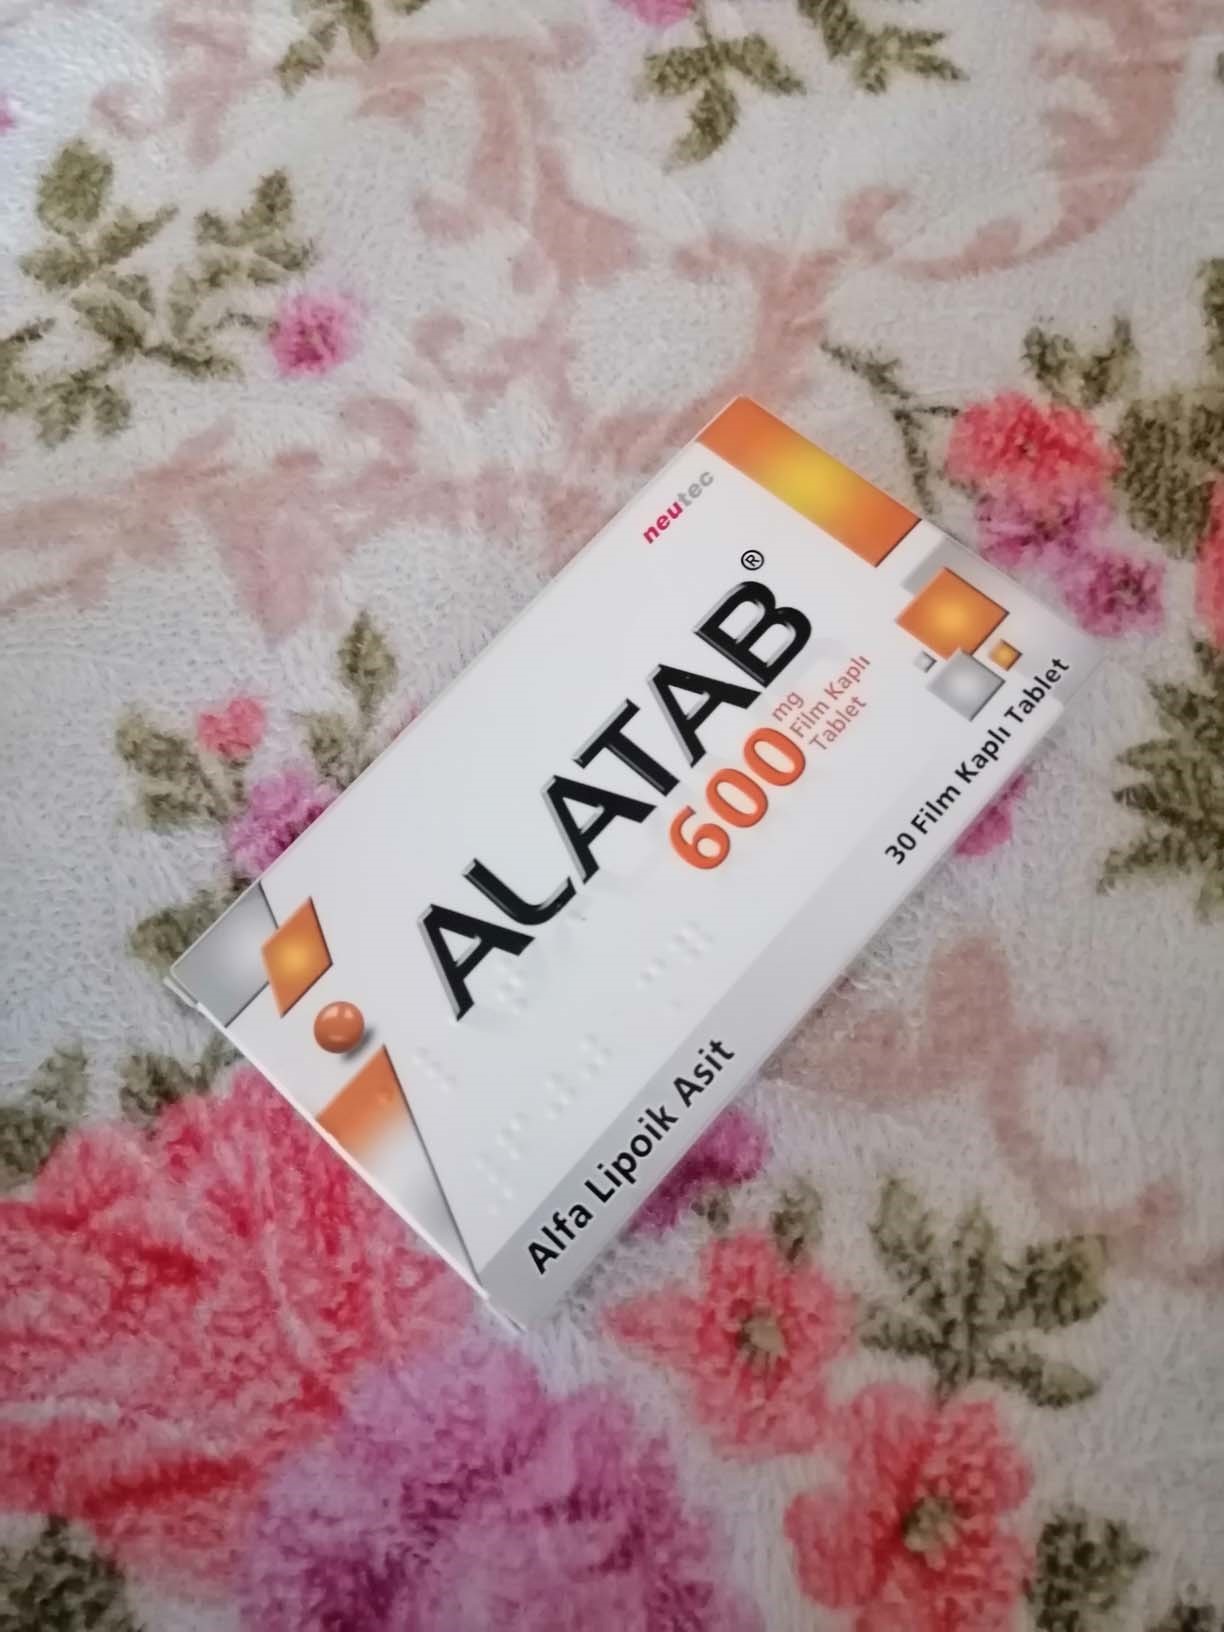 neutec
ALATAB®
600 mg
Film Kaplı
Tablet
Alfa Lipoik Asit
30 Film Kaplı Tablet